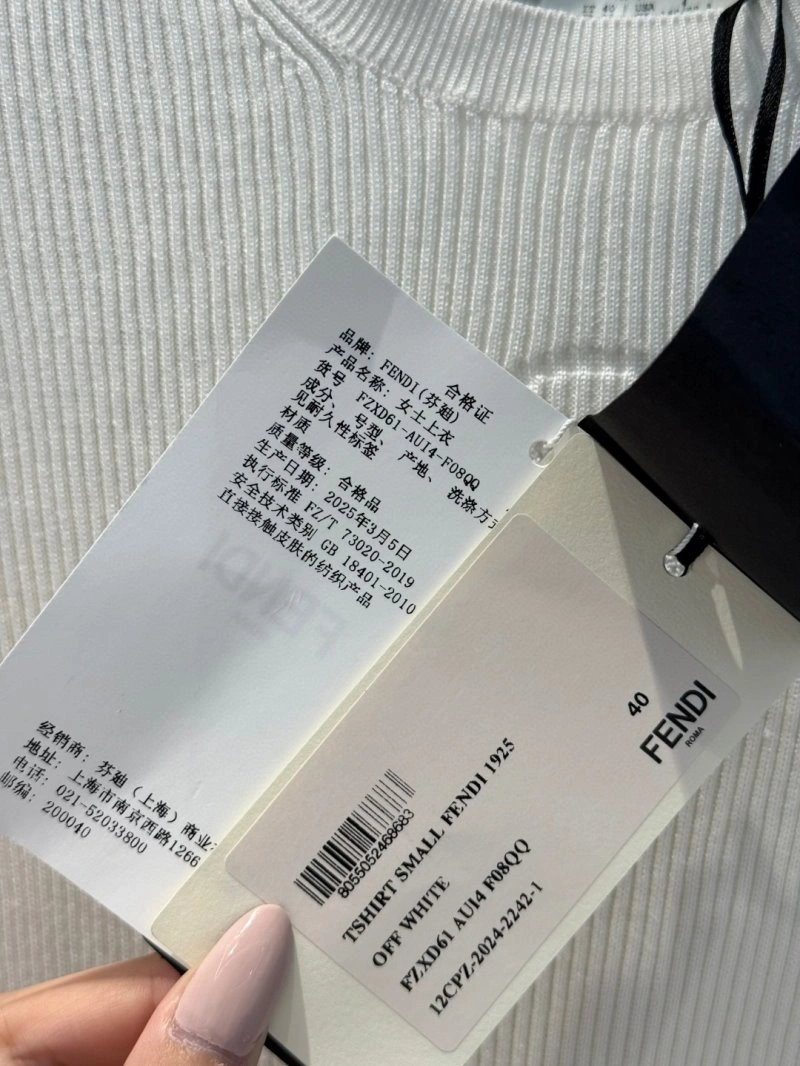 合格证
品牌: FENDI(芬迪)
产品名称: 女士上衣
货号 FZXD61-AUI4-F08QQ
成分、 号型、 产地、 洗涤方
见耐久性标签
材质
质量等级: 合格品
生产日期: 2025年3月5日
执行标准 FZ/T 73020-2019
安全技术类别 GB 18401-2010
直接接触皮肤的纺织产品
经销商: 芬迪 (上海) 商业
地址: 上海市南京西路1266
电话: 021-52033800
邮编: 200040
40
FENDI
ROMA
8055052468683
TSHIRT SMALL FENDI 1925
OFF WHITE
FZXD61 AUI4 F08QQ
12CPZ-2024-2242-1
FENDI